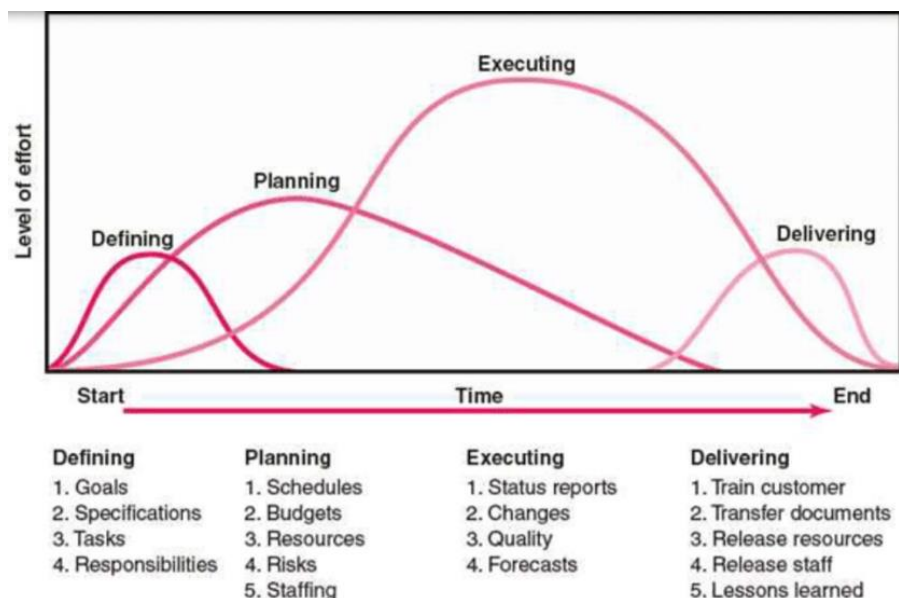 Executing
Planning
Defining
Delivering
Level of effort
Start
Time
End
Defining
1. Goals
2. Specifications
3. Tasks
4. Responsibilities
Planning
1. Schedules
2. Budgets
3. Resources
4. Risks
5. Staffing
Executing
1. Status reports
2. Changes
3. Quality
4. Forecasts
Delivering
1. Train customer
2. Transfer documents
3. Release resources
4. Release staff
5. Lessons learned